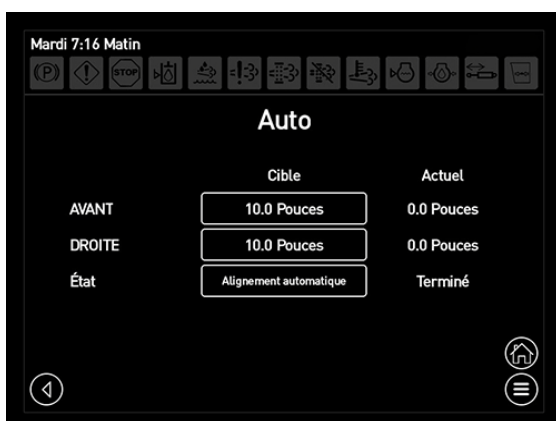 Mardi 7:16 Matin
(P) STOP
Auto
Cible Actuel
AVANT 10.0 Pouces 0.0 Pouces
DROITE 10.0 Pouces 0.0 Pouces
État Alignement automatique Terminé